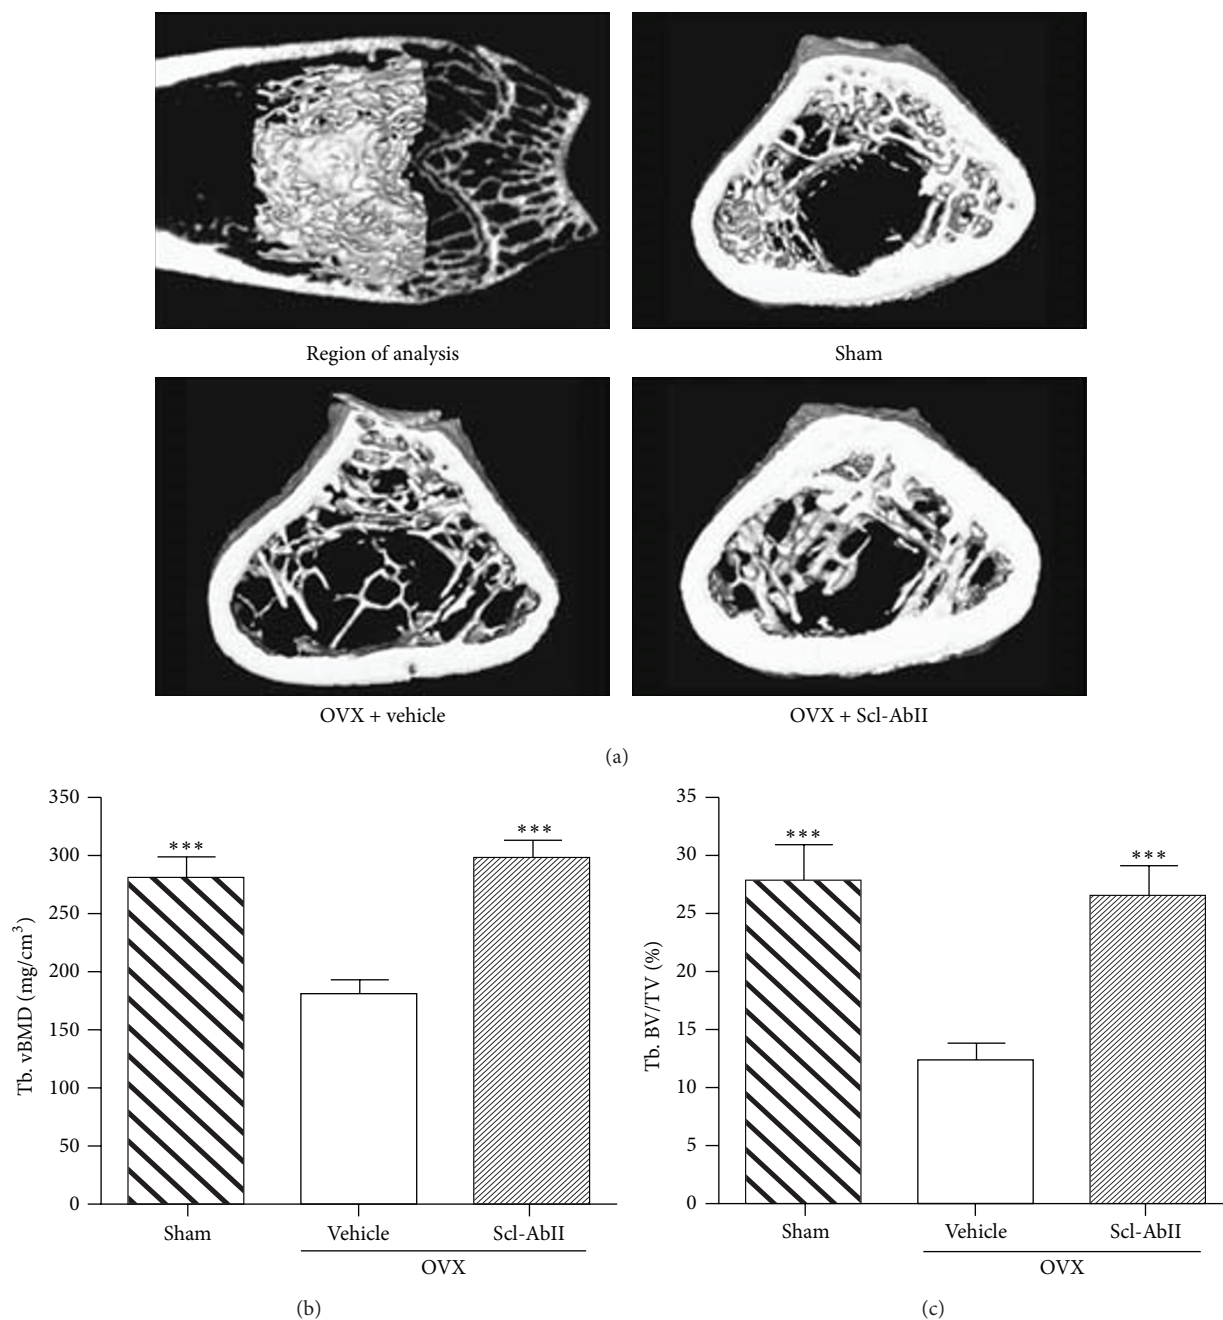 Region of analysis
Sham
OVX + vehicle
OVX + Scl-AbII
(a)
350
300
250
200
150
100
50
0
Tb. vBMD (mg/cm³)
***
***
Sham
Vehicle
Scl-AbII
OVX
(b)
35
30
25
20
15
10
5
0
Tb. BV/TV (%)
***
***
Sham
Vehicle
Scl-AbII
OVX
(c)